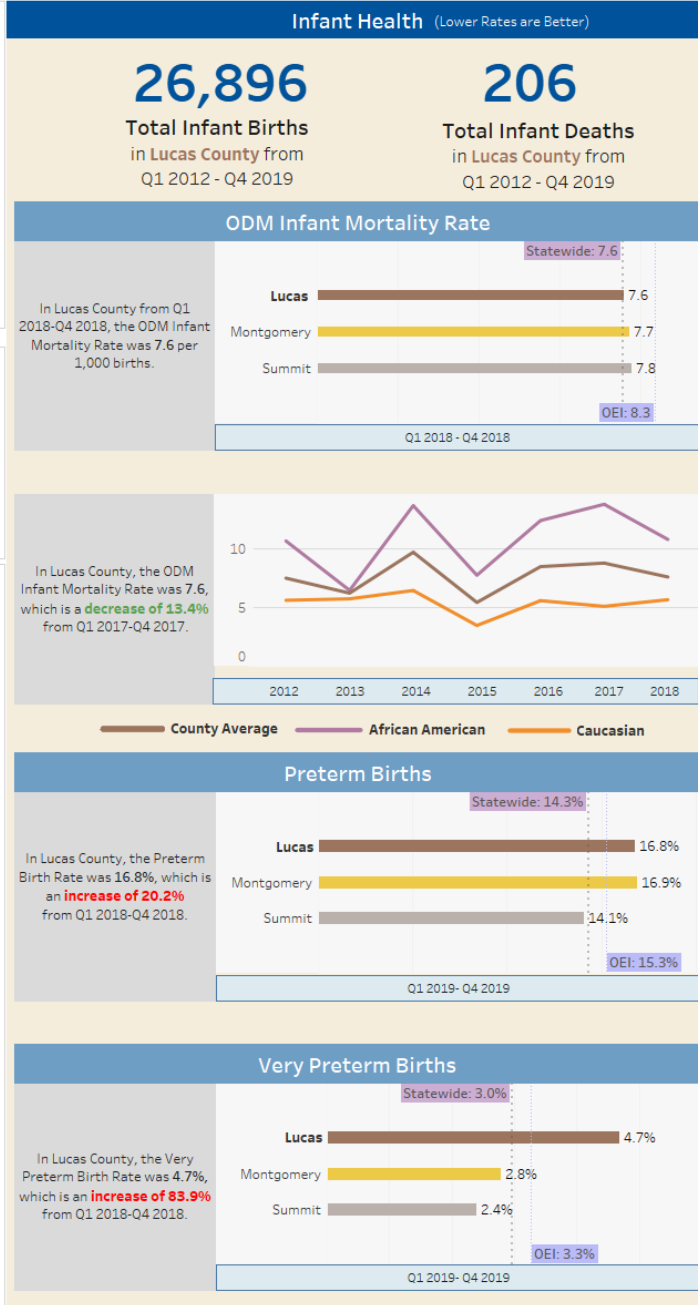 Infant Health (Lower Rates are Better)
26,896
Total Infant Births
in Lucas County from
Q1 2012 - Q4 2019
206
Total Infant Deaths
in Lucas County from
Q1 2012 - Q4 2019
ODM Infant Mortality Rate
In Lucas County from Q1
2018-Q4 2018, the ODM Infant
Mortality Rate was 7.6 per
1,000 births.
Statewide: 7.6
Lucas 7.6
Montgomery 7.7
Summit 7.8
OEI: 8.3
Q1 2018 - Q4 2018
In Lucas County, the ODM
Infant Mortality Rate was 7.6,
which is a decrease of 13.4%
from Q1 2017-Q4 2017.
10
5
0
2012 2013 2014 2015 2016 2017 2018
County Average African American Caucasian
Preterm Births
In Lucas County, the Preterm
Birth Rate was 16.8%, which is
an increase of 20.2%
from Q1 2018-Q4 2018.
Statewide: 14.3%
Lucas 16.8%
Montgomery 16.9%
Summit 14.1%
OEI: 15.3%
Q1 2019- Q4 2019
Very Preterm Births
In Lucas County, the Very
Preterm Birth Rate was 4.7%,
which is an increase of 83.9%
from Q1 2018-Q4 2018.
Statewide: 3.0%
Lucas 4.7%
Montgomery 2.8%
Summit 2.4%
OEI: 3.3%
Q1 2019- Q4 2019